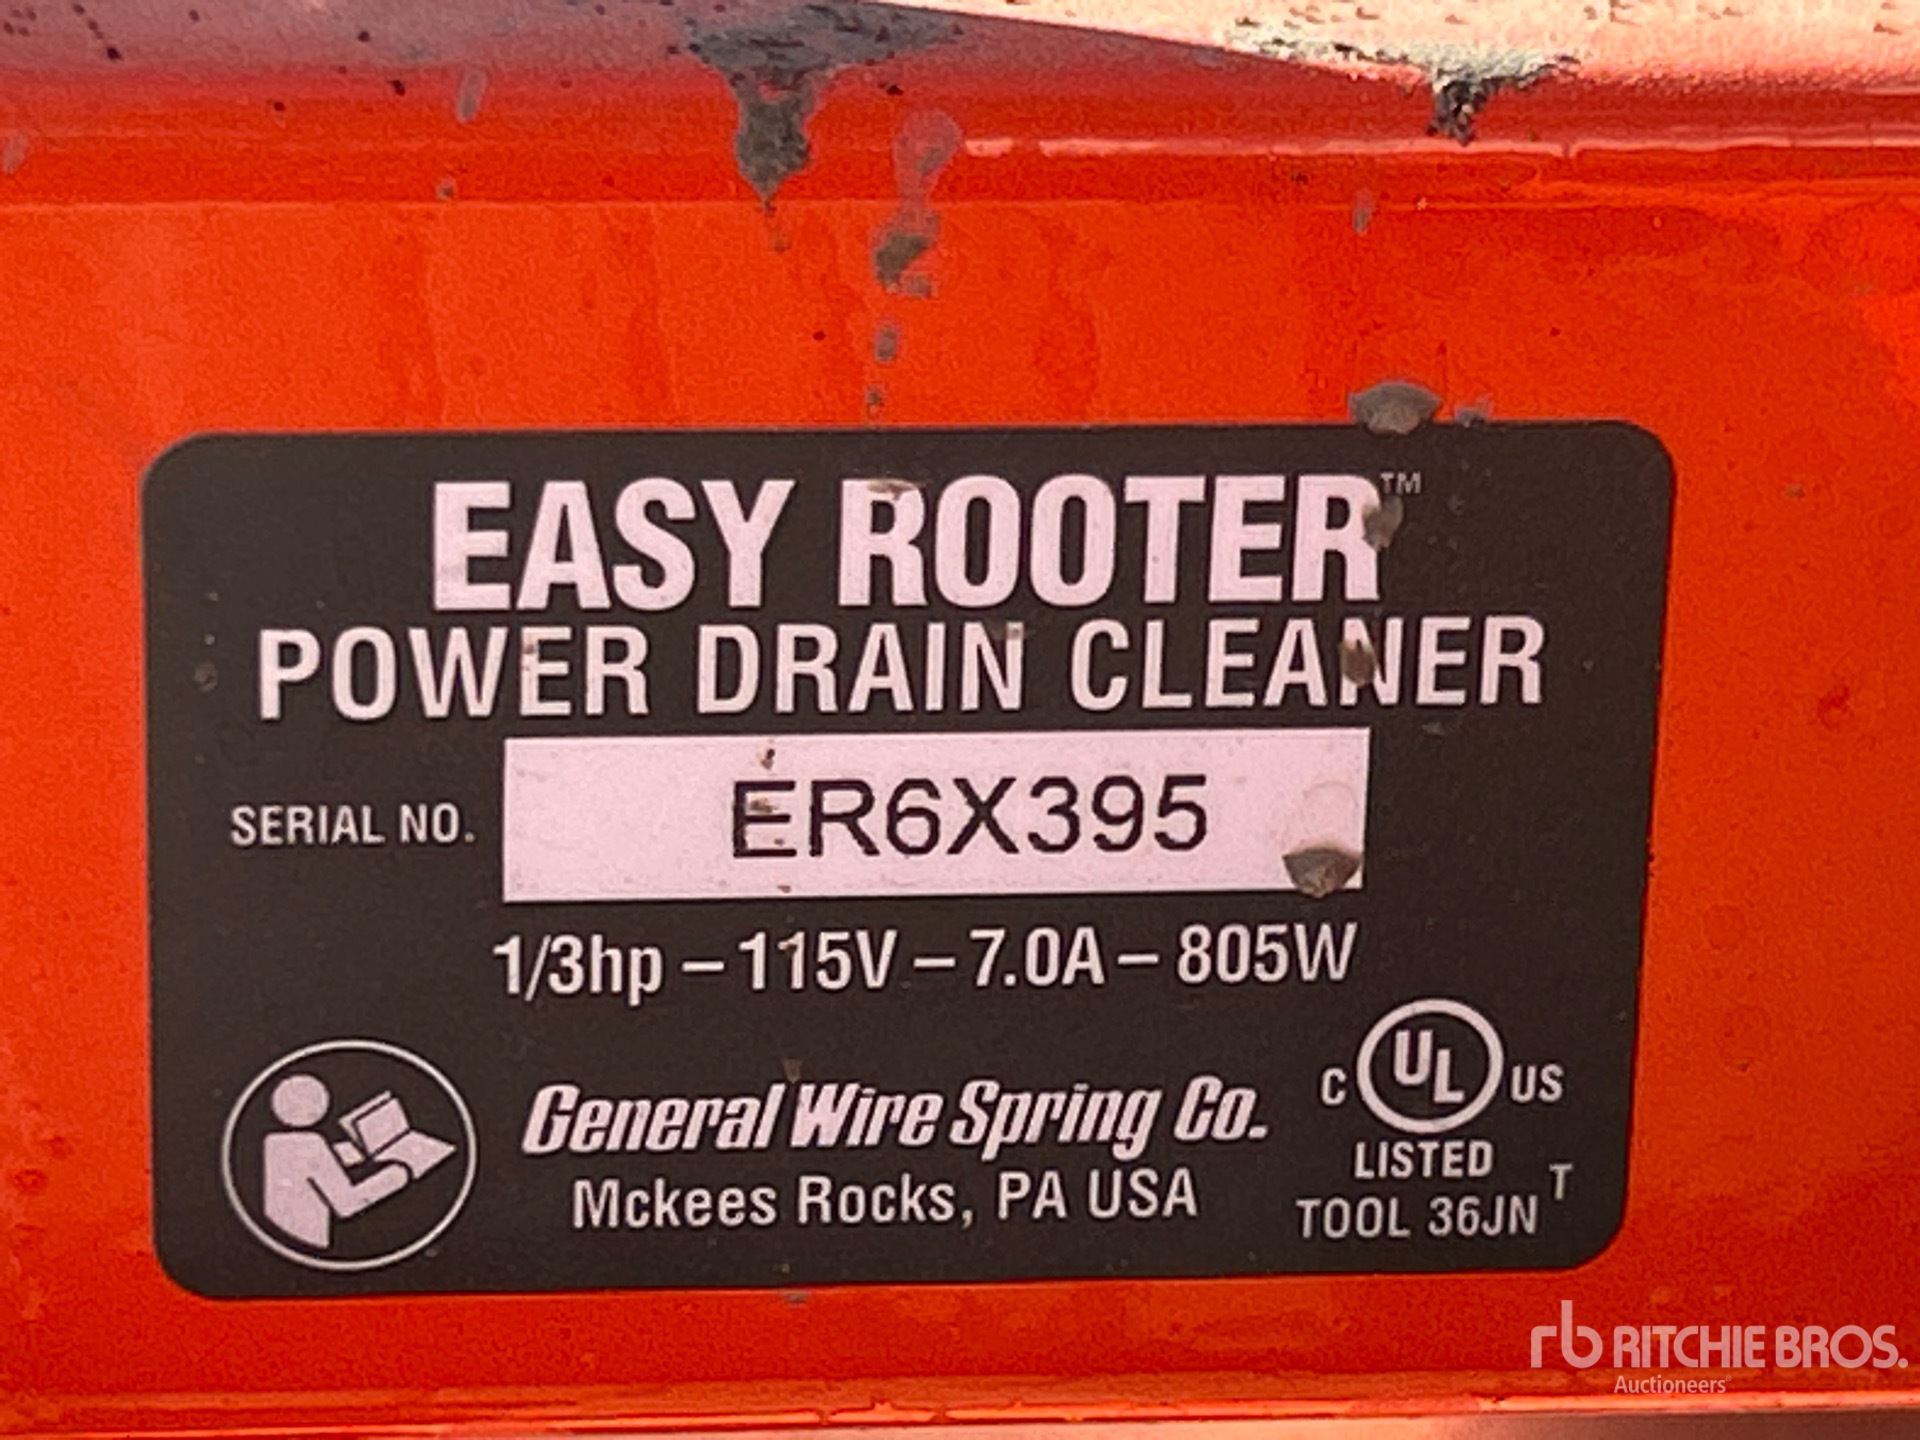 EASY ROOTER™
POWER DRAIN CLEANER
SERIAL NO. ER6X395
1/3hp – 115V – 7.0A – 805W
General Wire Spring Co.
Mckees Rocks, PA USA
C UL US
LISTED
TOOL 36JN T
rb RITCHIE BROS.
Auctioneers